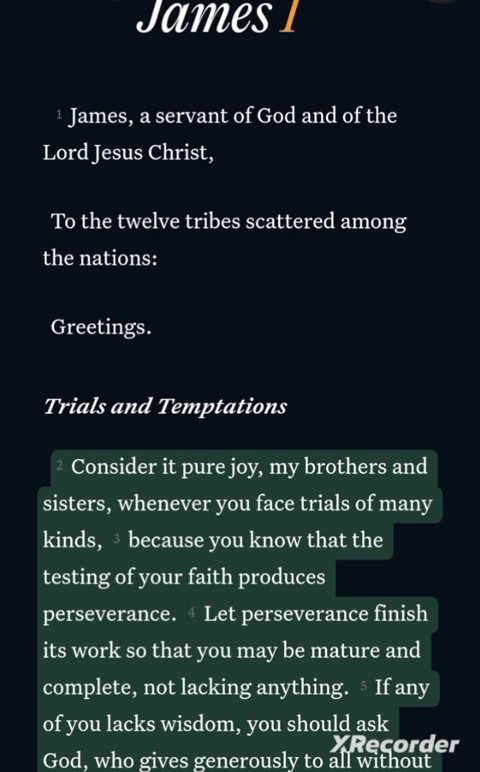 James 1
1 James, a servant of God and of the
Lord Jesus Christ,
To the twelve tribes scattered among
the nations:
Greetings.
Trials and Temptations
2 Consider it pure joy, my brothers and
sisters, whenever you face trials of many
kinds, 3 because you know that the
testing of your faith produces
perseverance. 4 Let perseverance finish
its work so that you may be mature and
complete, not lacking anything. 5 If any
of you lacks wisdom, you should ask
God, who gives generously to all without
XRecorder